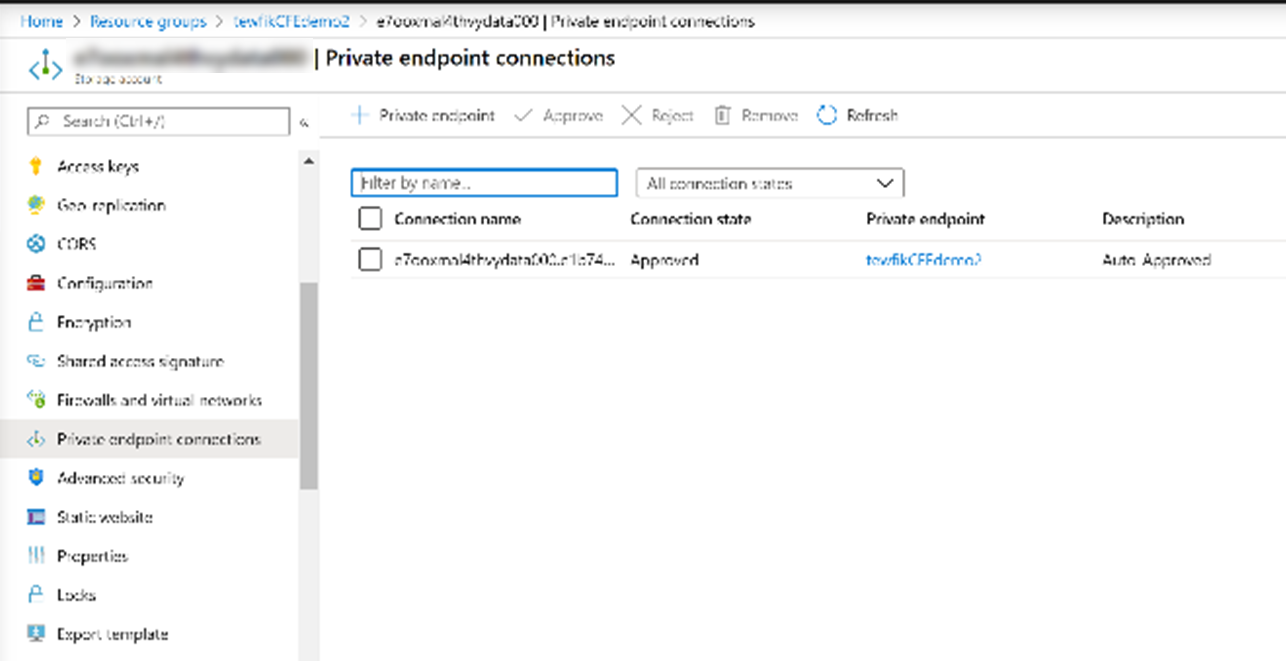 Home > Resource groups > tewfikCFEdemo2 > e7ooxmal4thvydata000 | Private endpoint connections
| Private endpoint connections
Storage account
Search (Ctrl+/)
«
Private endpoint
Approve
Reject
Remove
Refresh
Access keys
Geo-replication
CORS
Configuration
Encryption
Shared access signature
Firewalls and virtual networks
Private endpoint connections
Advanced security
Static website
Properties
Locks
Export template
Filter by name...
All connection states
Connection name Connection state Private endpoint Description
e7ooxmal4thvydata000.c1b74... Approved tewfikCFEdemo2 Auto-Approved